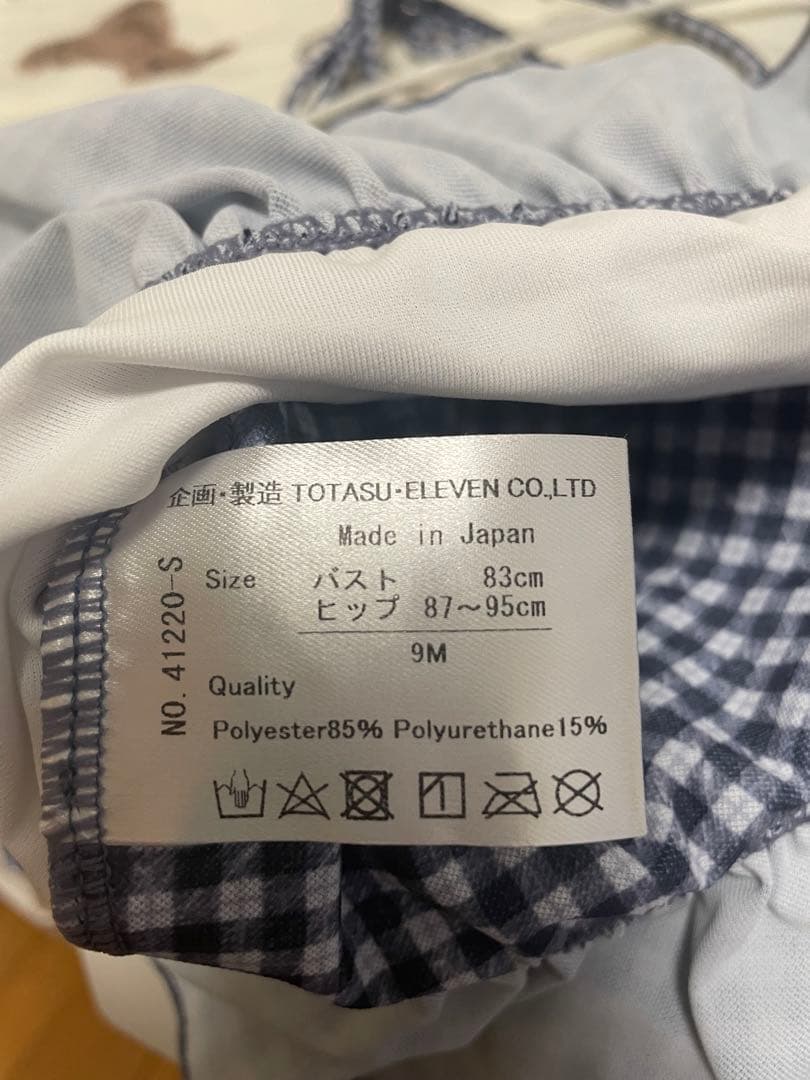 企画・製造 TOTASU・ELEVEN CO.,LTD
Made in Japan
Size バスト 83cm
ヒップ 87～95cm
9M
Quality
Polyester85% Polyurethane15%
NO. 41220-S